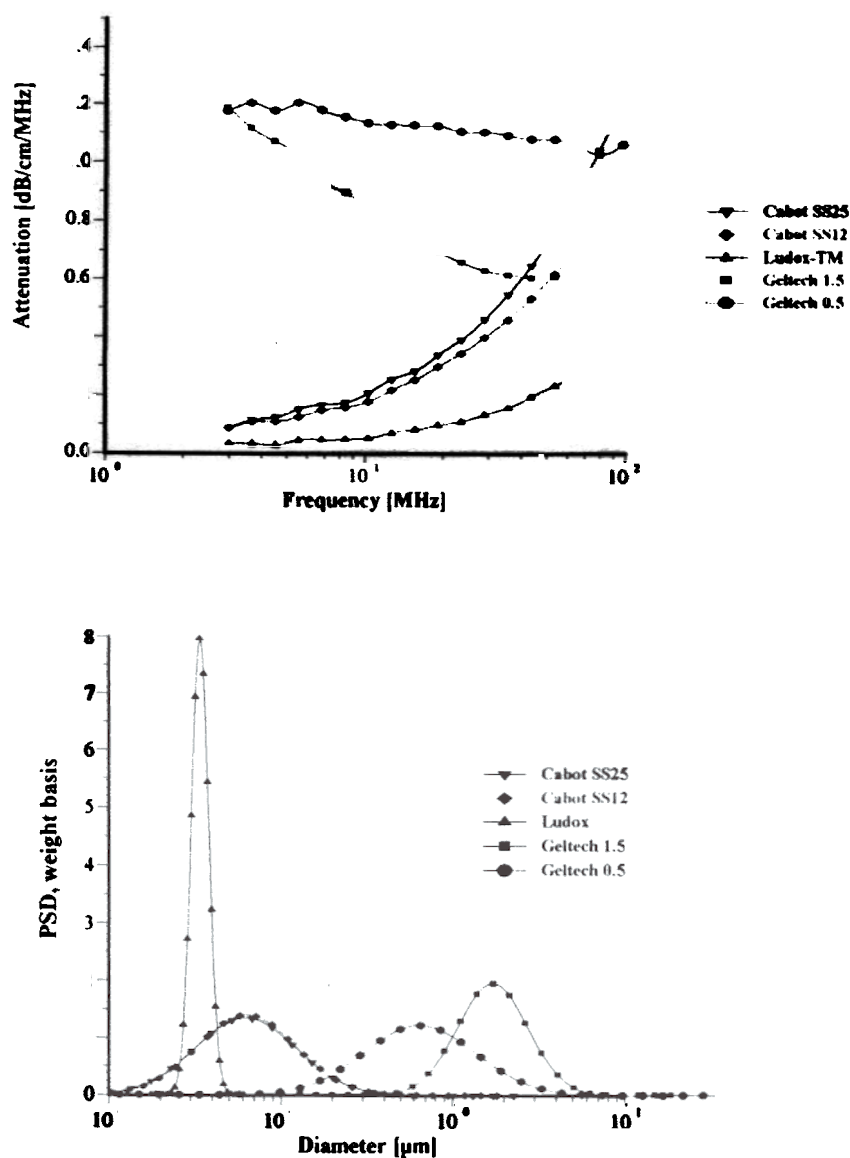 .4
.2
.0
0.8
0.6
0.0
Attenuation [dB/cm/MHz]
10⁰
10¹
10²
Frequency [MHz]
Cabot SS25
Cabot SS12
Ludox-TM
Geltech 1.5
Geltech 0.5
8
7
6
5
4
3
0
PSD, weight basis
Cabot SS25
Cabot SS12
Ludox
Geltech 1.5
Geltech 0.5
10
10
10⁰
10¹
Diameter [µm]